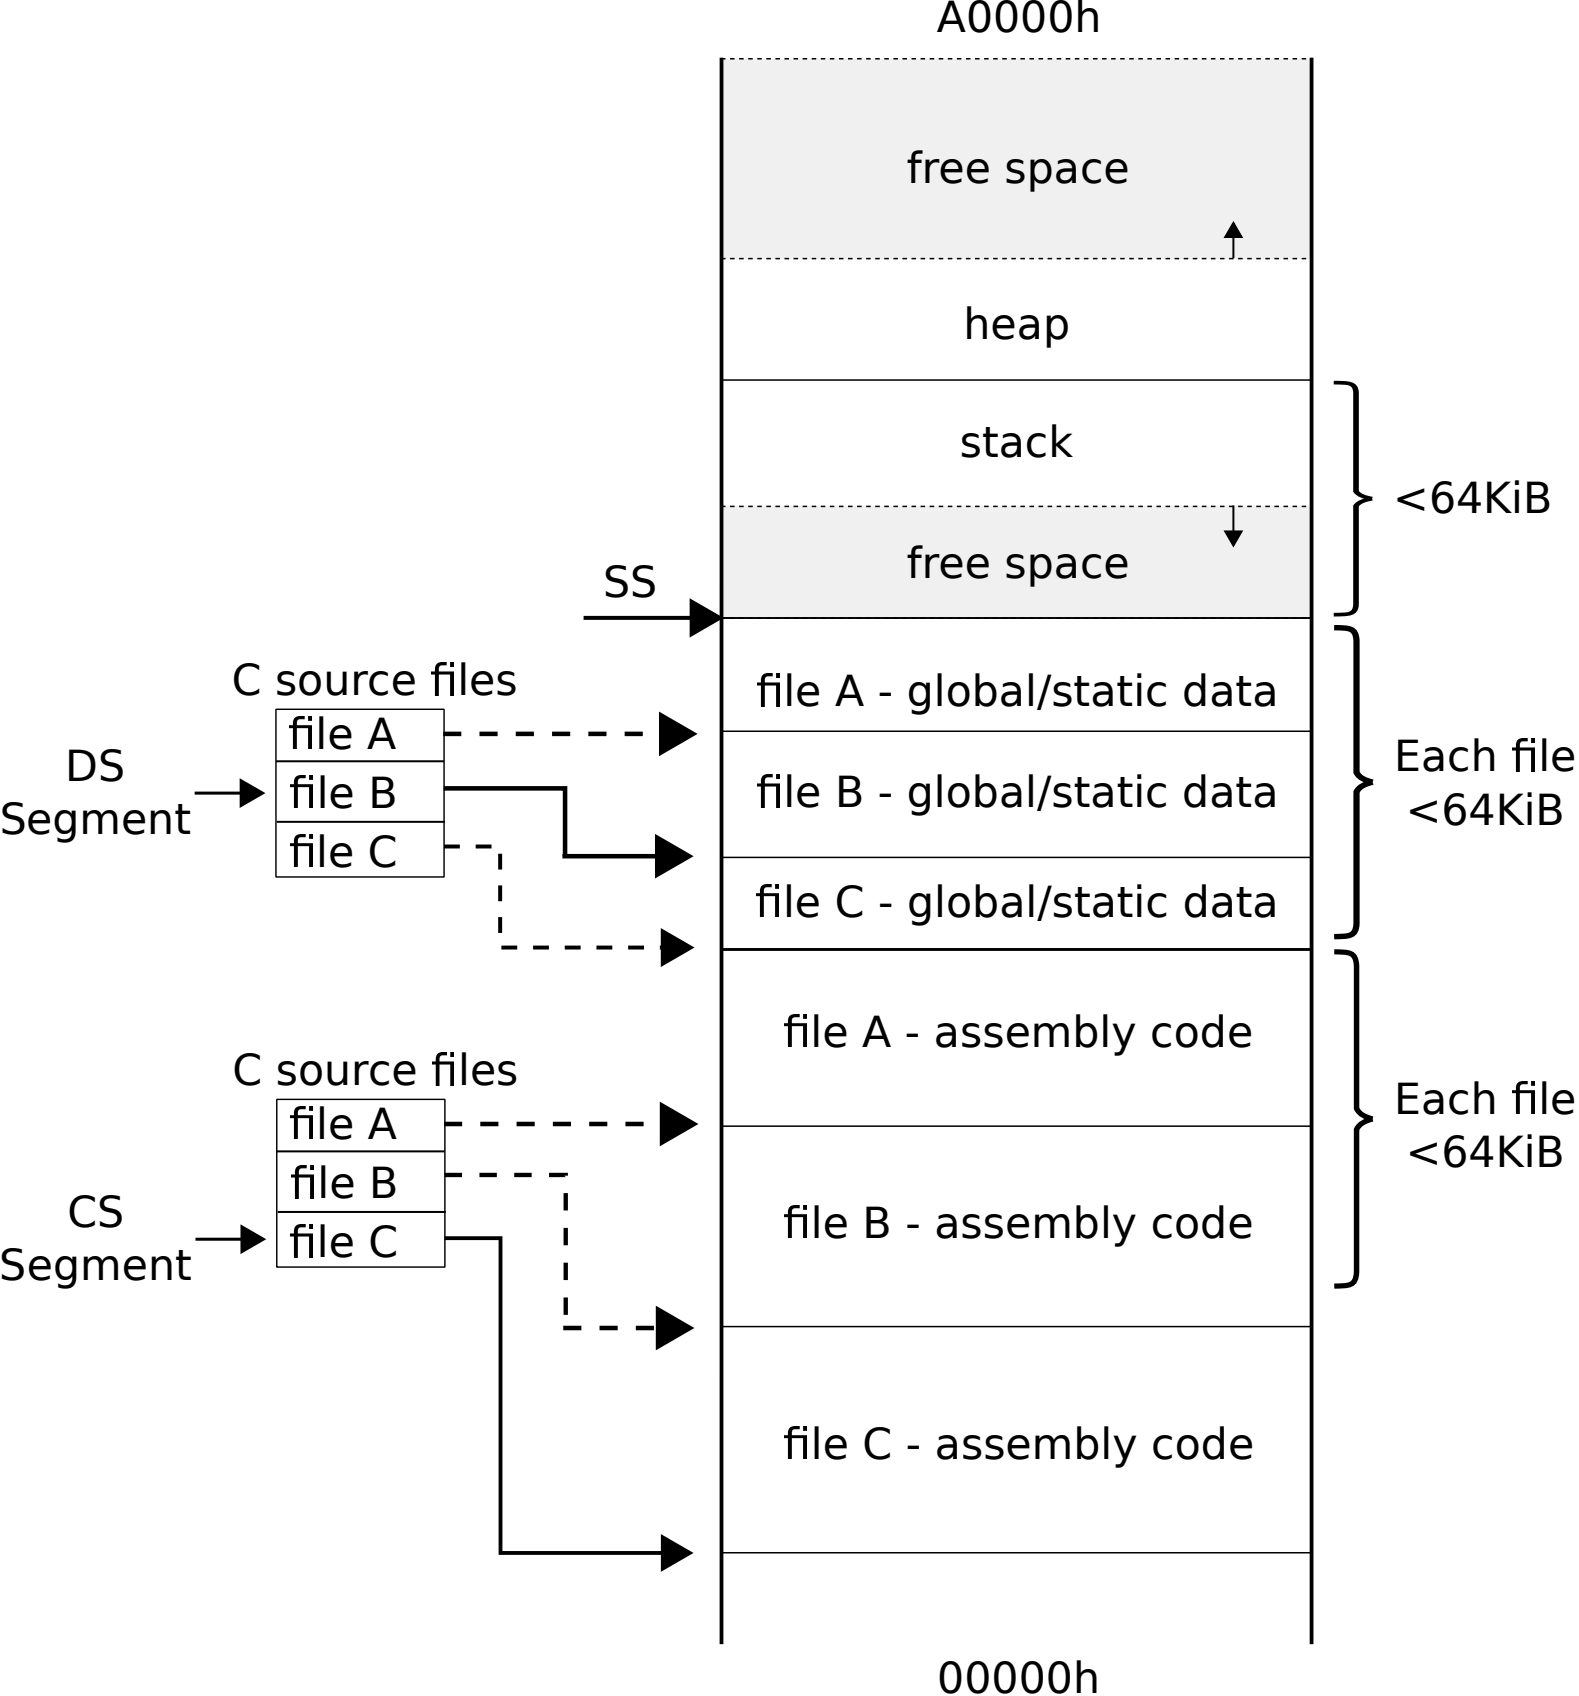 A0000h
free space
heap
stack
<64KiB
free space
SS
C source files
file A
file B
file C
DS
Segment
file A - global/static data
file B - global/static data
file C - global/static data
Each file
<64KiB
C source files
file A
file B
file C
CS
Segment
file A - assembly code
file B - assembly code
file C - assembly code
Each file
<64KiB
00000h